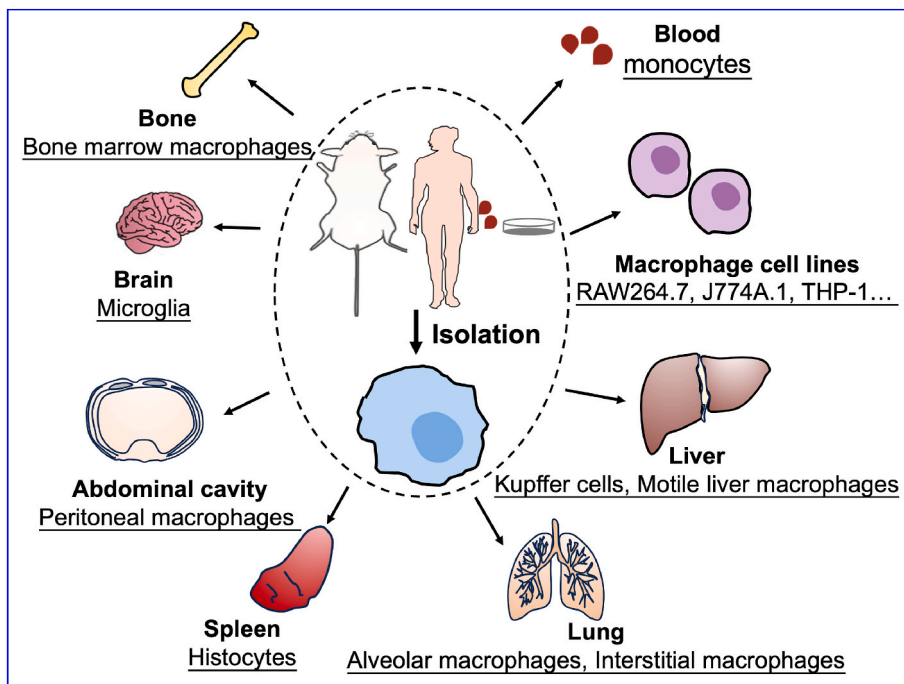 Blood
monocytes
Bone
Bone marrow macrophages
Macrophage cell lines
RAW264.7, J774A.1, THP-1…
Brain
Microglia
Isolation
Liver
Kupffer cells, Motile liver macrophages
Abdominal cavity
Peritoneal macrophages
Spleen
Histocytes
Lung
Alveolar macrophages, Interstitial macrophages